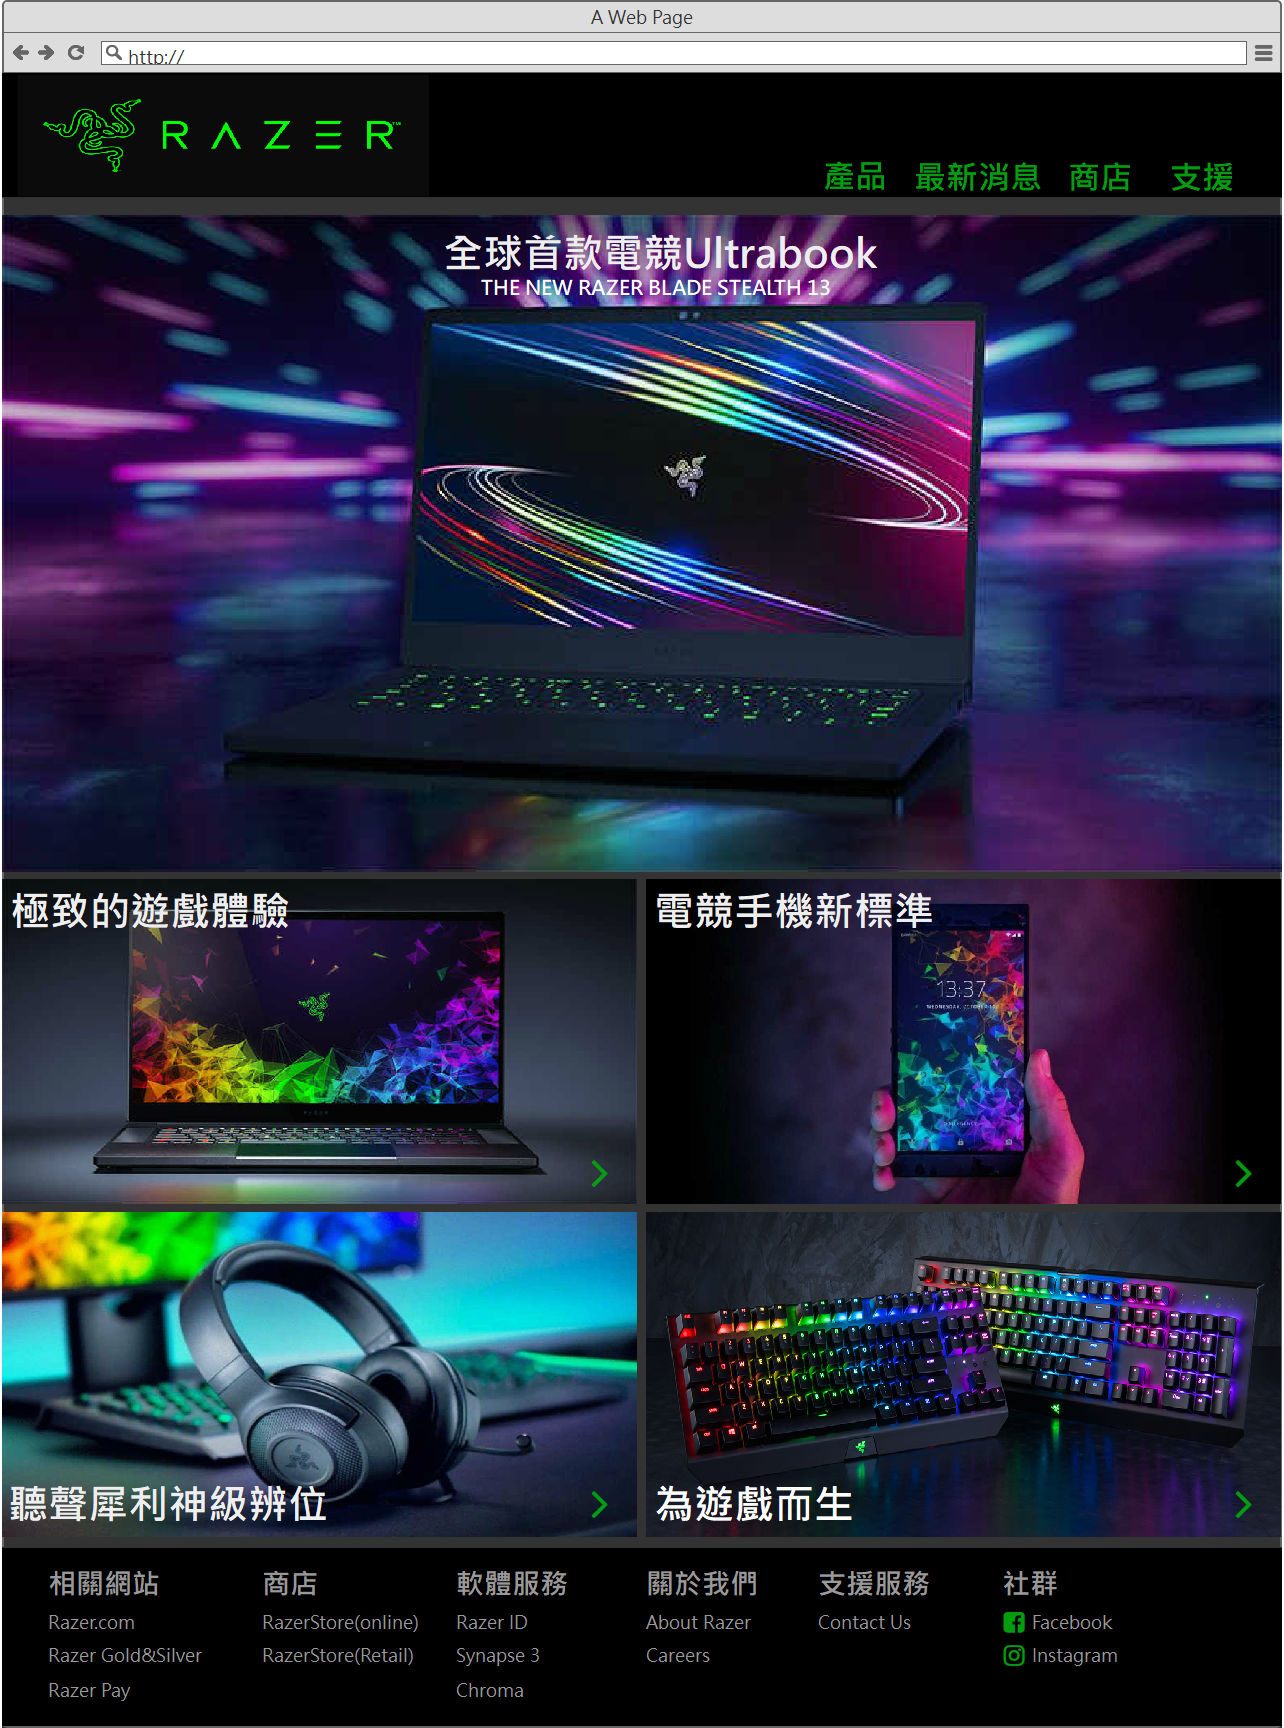 A Web Page
http://
RAZER™
產品 最新消息 商店 支援
全球首款電競Ultrabook
THE NEW RAZER BLADE STEALTH 13
極致的遊戲體驗
電競手機新標準
13:37
RAZER
聽聲犀利神級辨位
為遊戲而生
相關網站
Razer.com
Razer Gold&Silver
Razer Pay
商店
RazerStore(online)
RazerStore(Retail)
軟體服務
Razer ID
Synapse 3
Chroma
關於我們
About Razer
Careers
支援服務
Contact Us
社群
Facebook
Instagram